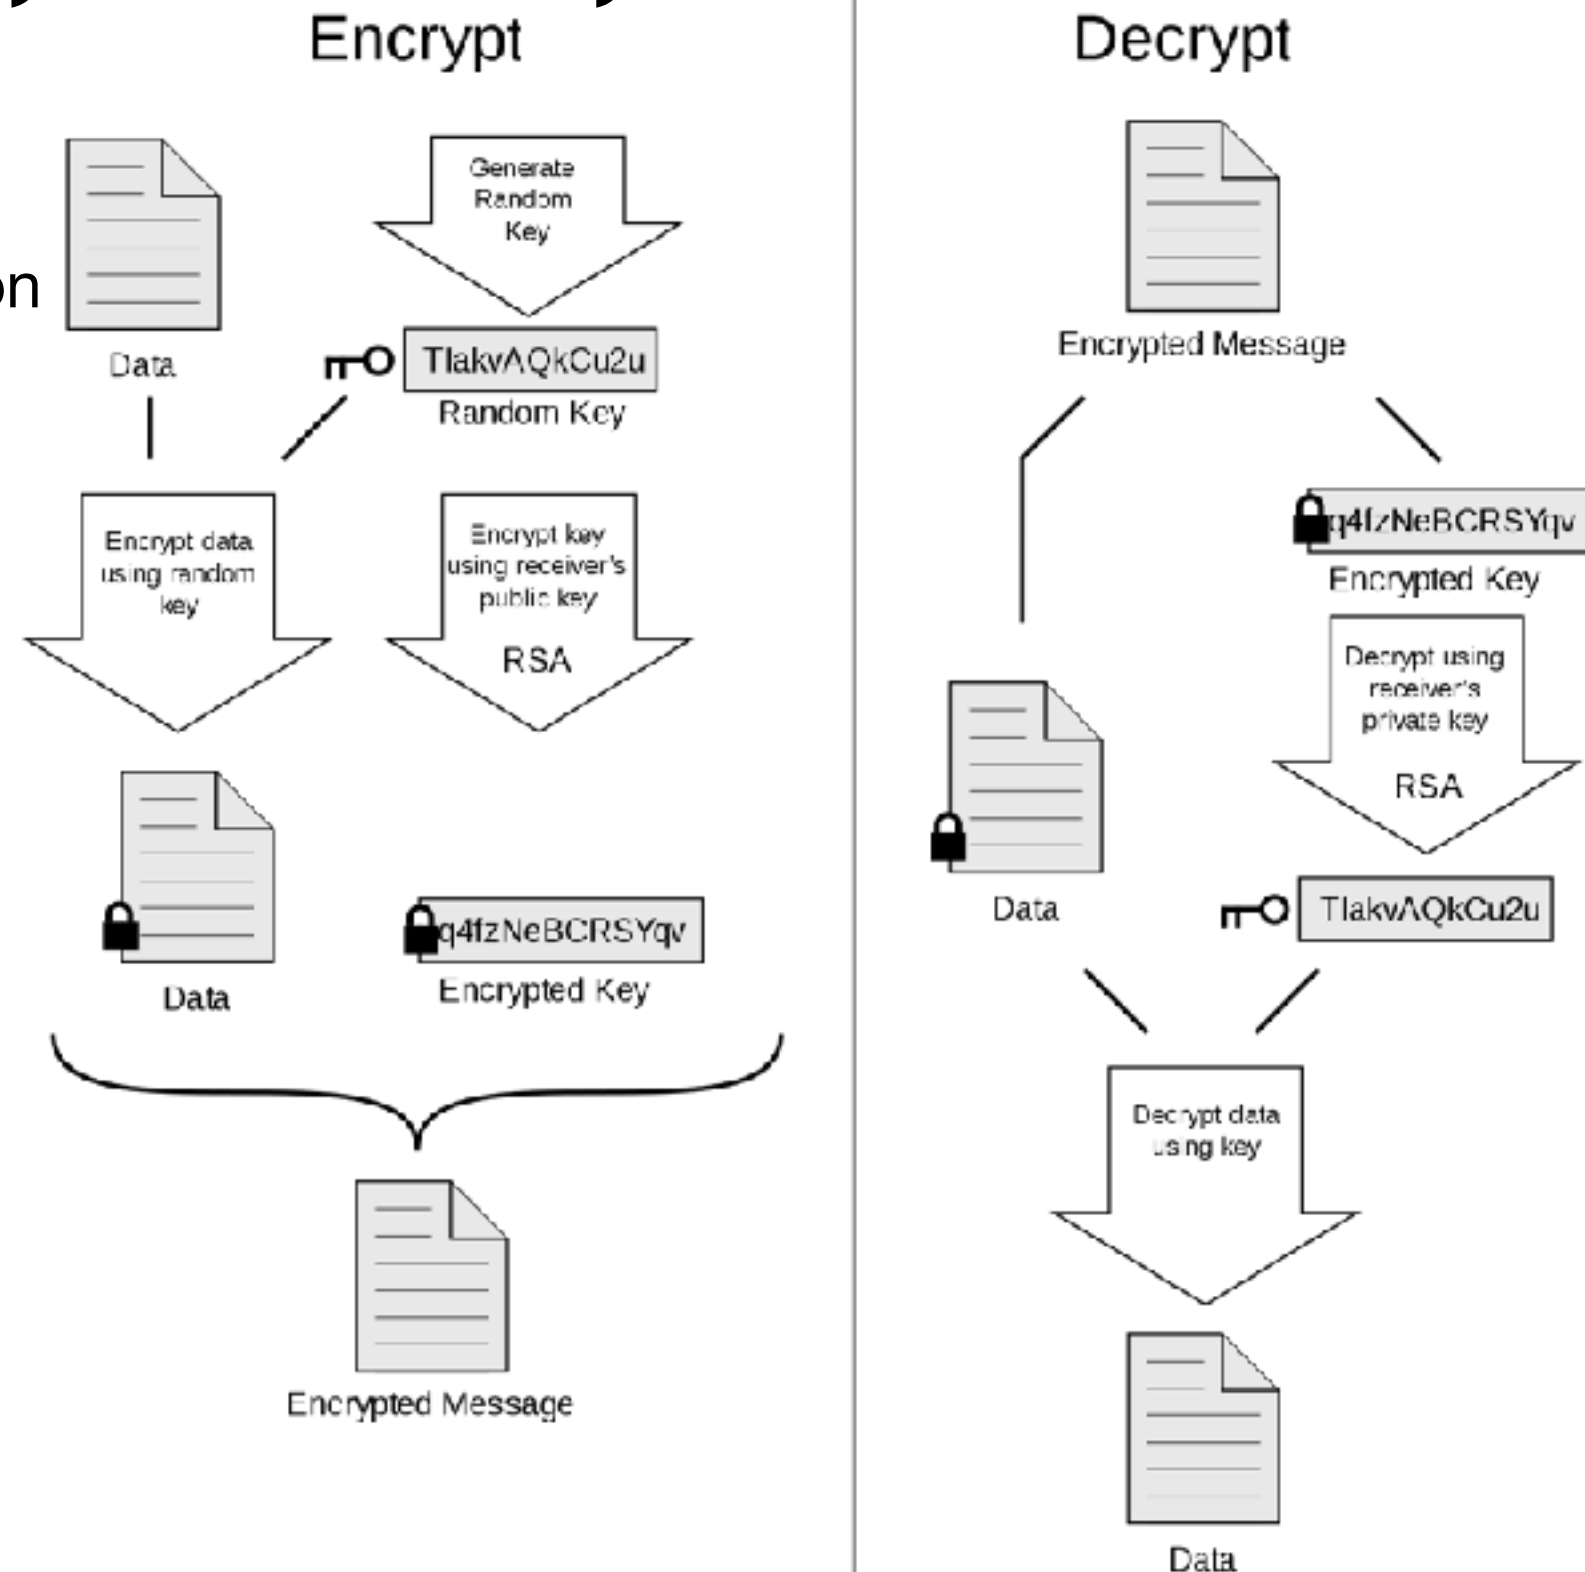 Encrypt
Generate
Random
Key
on
Data
TIakvAQkCu2u
Random Key
Encrypt data
using random
key
Encrypt key
using receiver's
public key
RSA
q4fzNeBCRSYqv
Data
Encrypted Key
Encrypted Message
Decrypt
Encrypted Message
q4fzNeBCRSYqv
Encrypted Key
Decrypt using
receiver's
private key
RSA
Data
TIakvAQkCu2u
Decrypt data
using key
Data